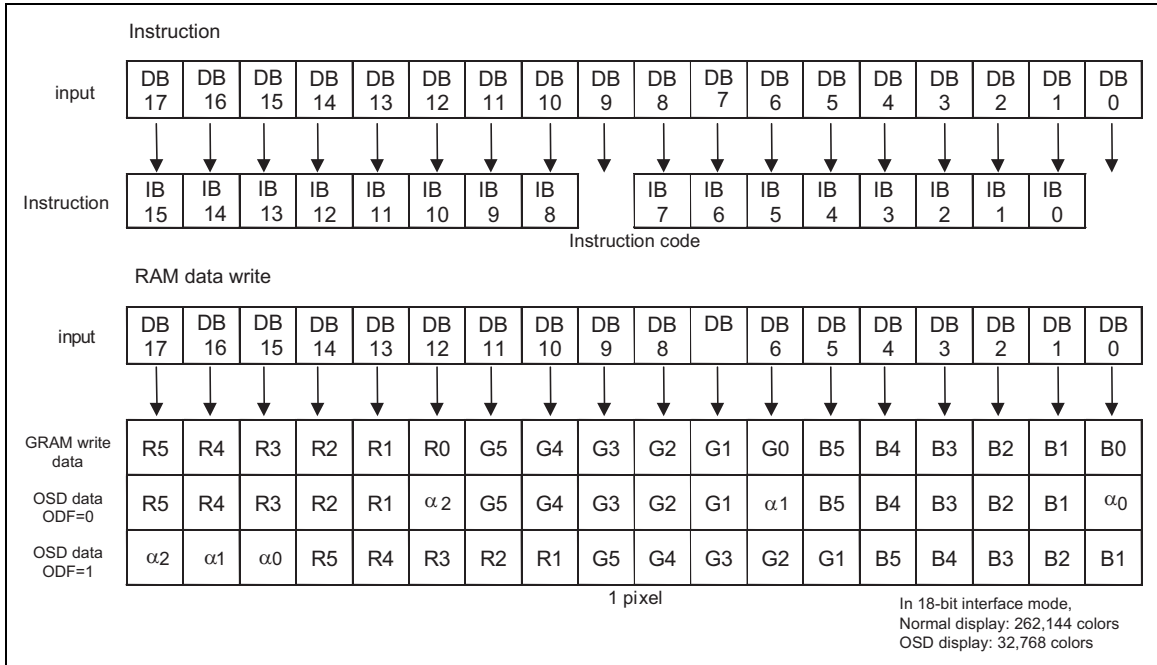 Instruction
input DB 17 DB 16 DB 15 DB 14 DB 13 DB 12 DB 11 DB 10 DB 9 DB 8 DB 7 DB 6 DB 5 DB 4 DB 3 DB 2 DB 1 DB 0
Instruction IB 15 IB 14 IB 13 IB 12 IB 11 IB 10 IB 9 IB 8 IB 7 IB 6 IB 5 IB 4 IB 3 IB 2 IB 1 IB 0
Instruction code
RAM data write
input DB 17 DB 16 DB 15 DB 14 DB 13 DB 12 DB 11 DB 10 DB 9 DB 8 DB DB 6 DB 5 DB 4 DB 3 DB 2 DB 1 DB 0
GRAM write data R5 R4 R3 R2 R1 R0 G5 G4 G3 G2 G1 G0 B5 B4 B3 B2 B1 B0
OSD data ODF=0 R5 R4 R3 R2 R1 α2 G5 G4 G3 G2 G1 α1 B5 B4 B3 B2 B1 α0
OSD data ODF=1 α2 α1 α0 R5 R4 R3 R2 R1 G5 G4 G3 G2 G1 B5 B4 B3 B2 B1
1 pixel
In 18-bit interface mode,
Normal display: 262,144 colors
OSD display: 32,768 colors